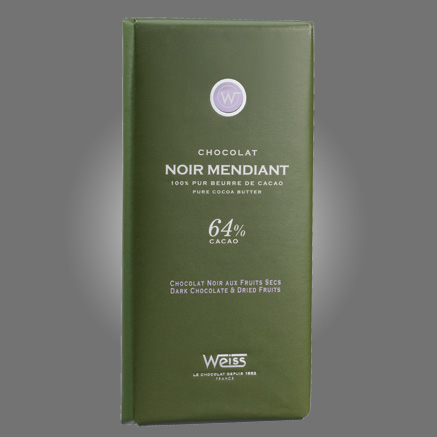 W
CHOCOLAT
NOIR MENDIANT
100% PUR BEURRE DE CACAO
PURE COCOA BUTTER
64%
CACAO
CHOCOLAT NOIR AUX FRUITS SECS
DARK CHOCOLATE & DRIED FRUITS
Weiss
LE CHOCOLAT DEPUIS 1882
FRANCE